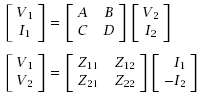 [ V₁ I₁ ] = [ A B C D ] [ V₂ I₂ ]
[ V₁ V₂ ] = [ Z₁₁ Z₁₂ Z₂₁ Z₂₂ ] [ I₁ −I₂ ]